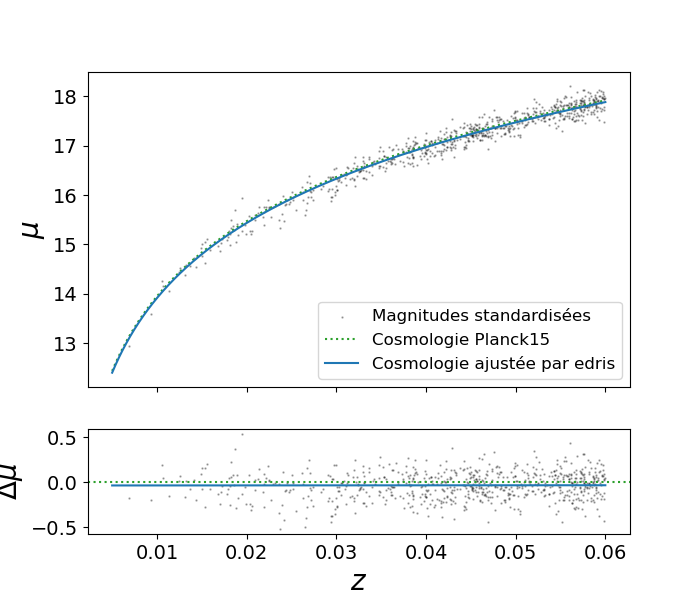 18
17
16
15
14
13
μ
Magnitudes standardisées
Cosmologie Planck15
Cosmologie ajustée par edris
0.5
0.0
−0.5
Δμ
0.01 0.02 0.03 0.04 0.05 0.06
z